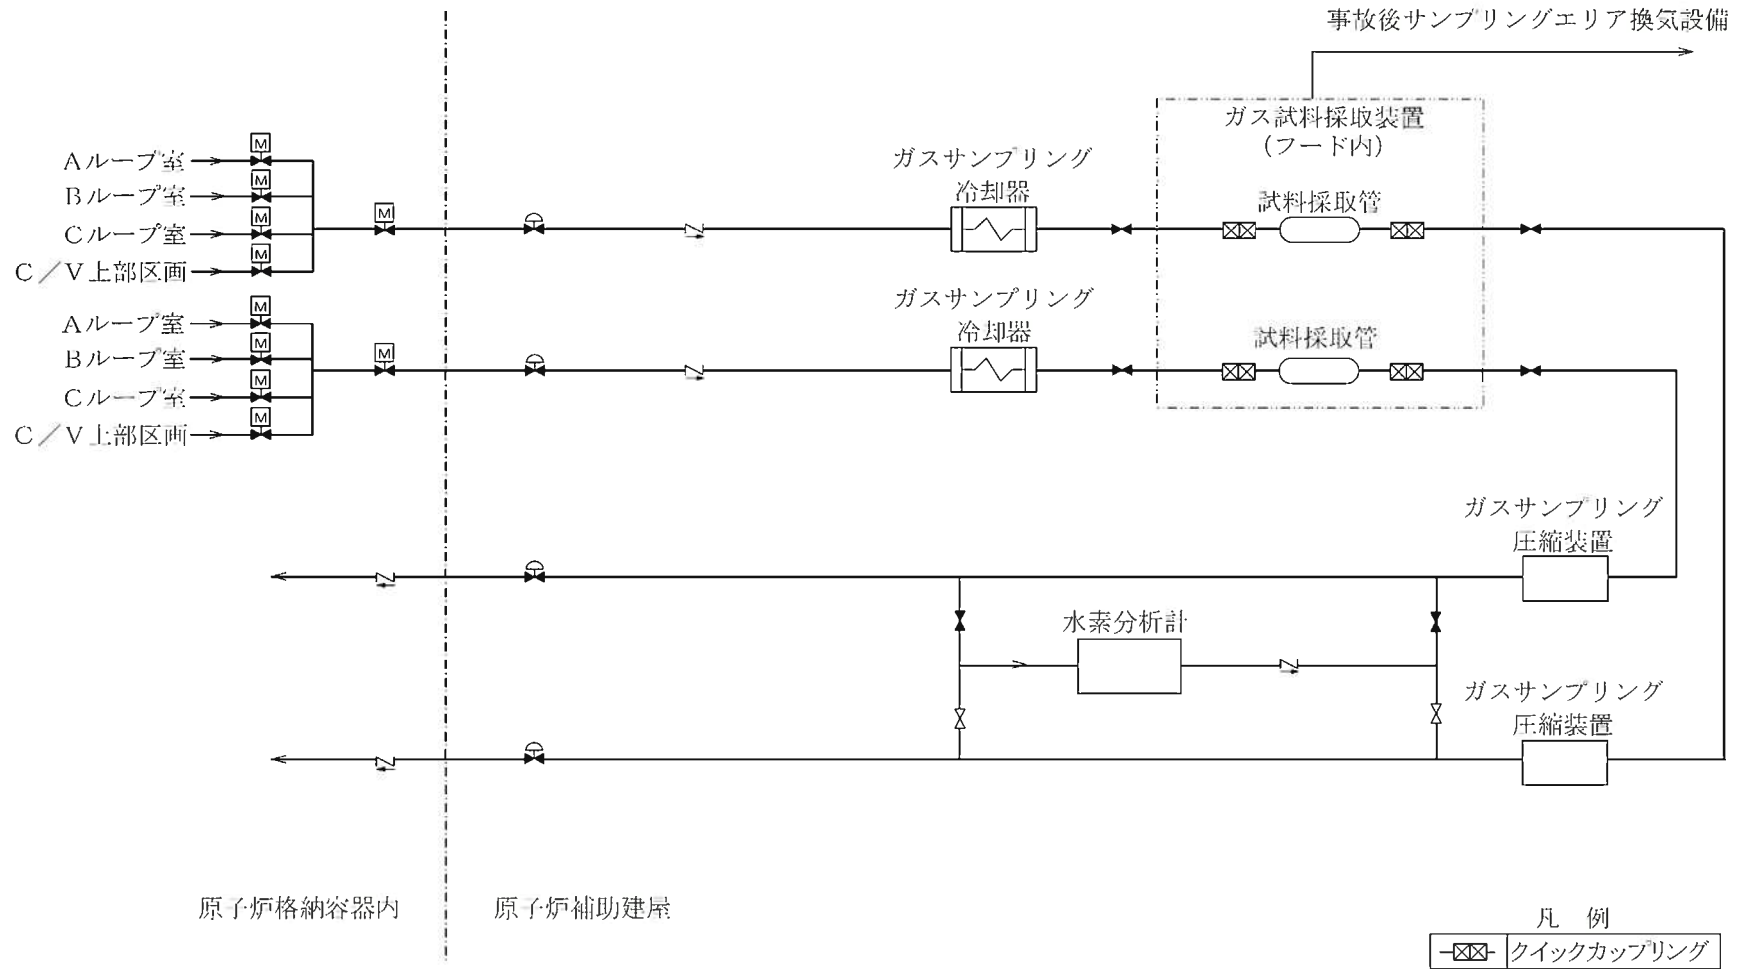 事故後サンプリングエリア換気設備
ガス試料採取装置
(フード内)
ガスサンプリング
冷却器
試料採取管
M
Aループ室
M
Bループ室
M
Cループ室
M
C/V上部区画
M
ガスサンプリング
冷却器
試料採取管
M
Aループ室
M
Bループ室
M
Cループ室
M
C/V上部区画
M
ガスサンプリング
圧縮装置
水素分析計
ガスサンプリング
圧縮装置
原子炉格納容器内
原子炉補助建屋
凡 例
クイックカップリング